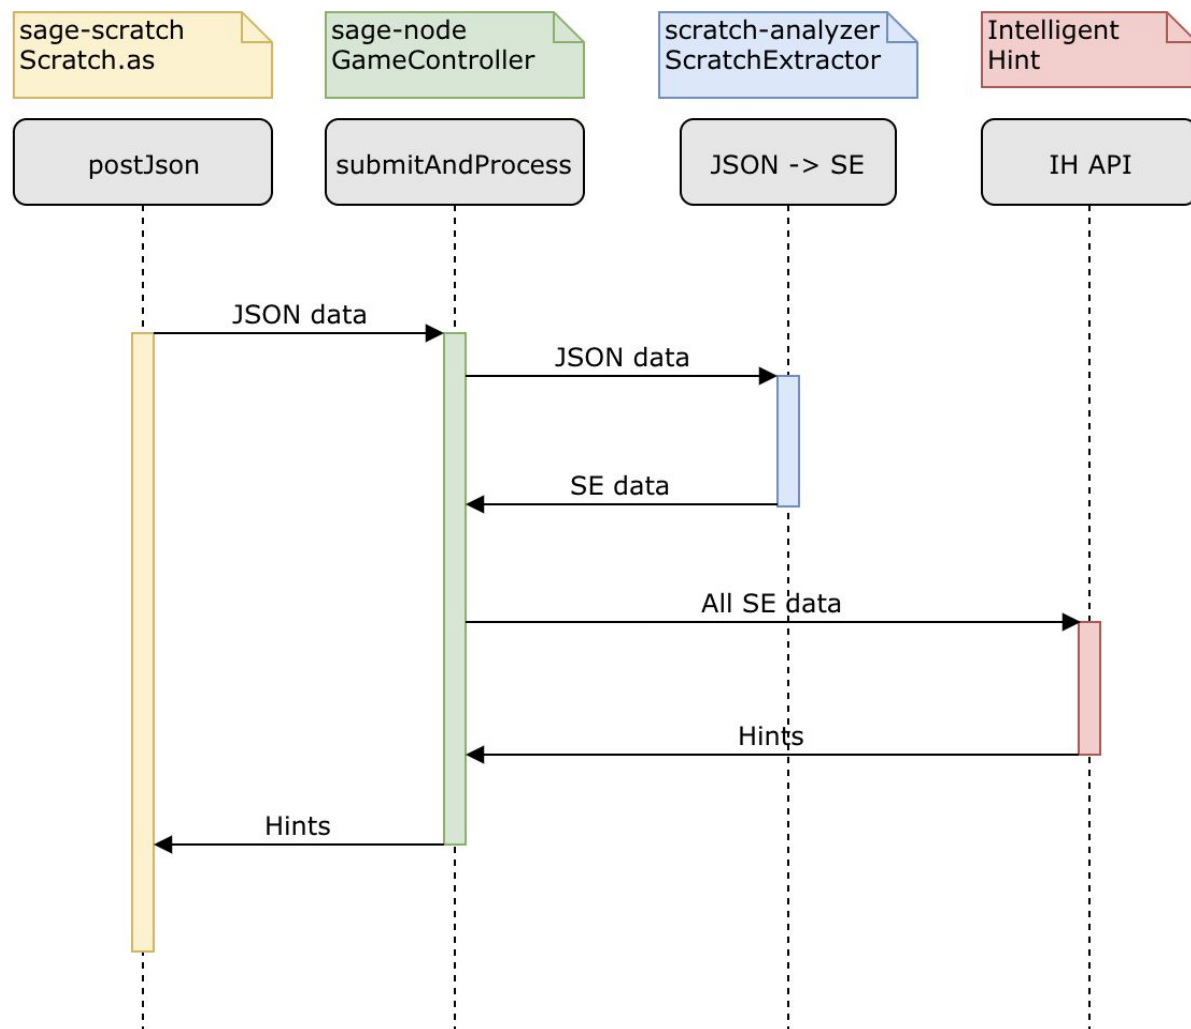 sage-scratch
Scratch.as
sage-node
GameController
scratch-analyzer
ScratchExtractor
Intelligent
Hint
postJson
submitAndProcess
JSON -> SE
IH API
JSON data
JSON data
SE data
All SE data
Hints
Hints